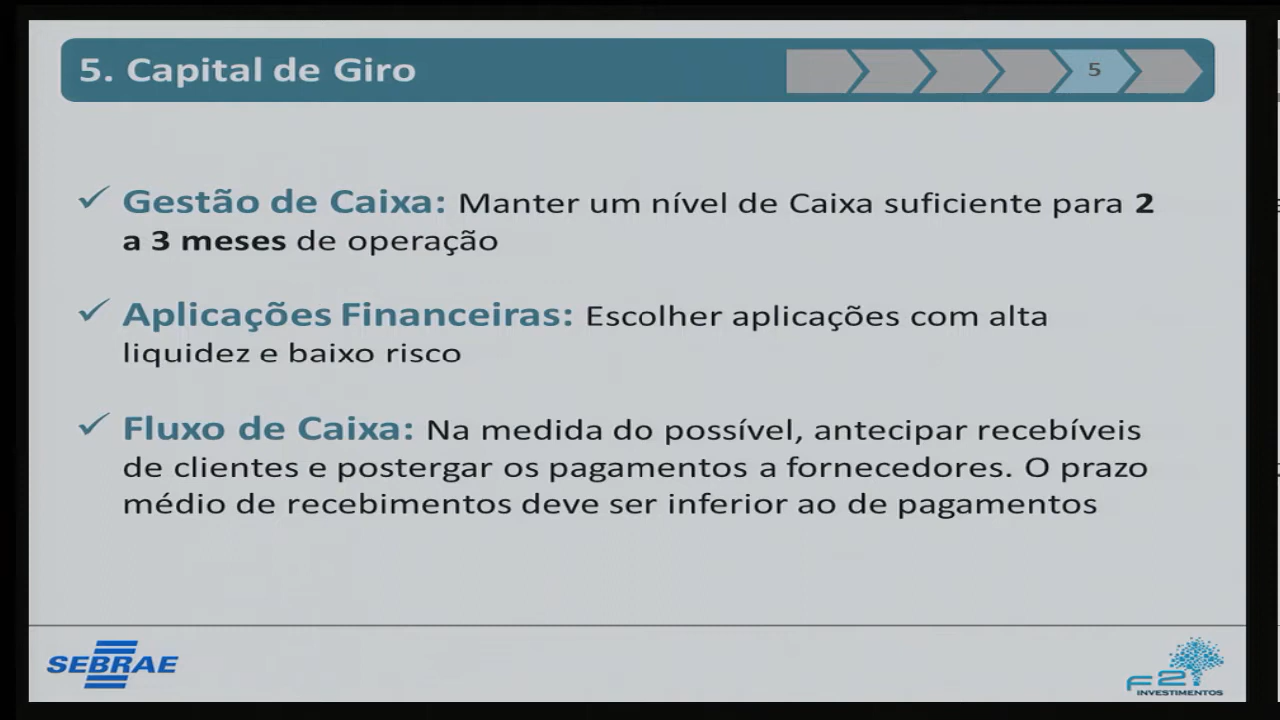 5. Capital de Giro
5
✓ Gestão de Caixa: Manter um nível de Caixa suficiente para 2
a 3 meses de operação
✓ Aplicações Financeiras: Escolher aplicações com alta
liquidez e baixo risco
✓ Fluxo de Caixa: Na medida do possível, antecipar recebíveis
de clientes e postergar os pagamentos a fornecedores. O prazo
médio de recebimentos deve ser inferior ao de pagamentos
SEBRAE
F2i
INVESTIMENTOS